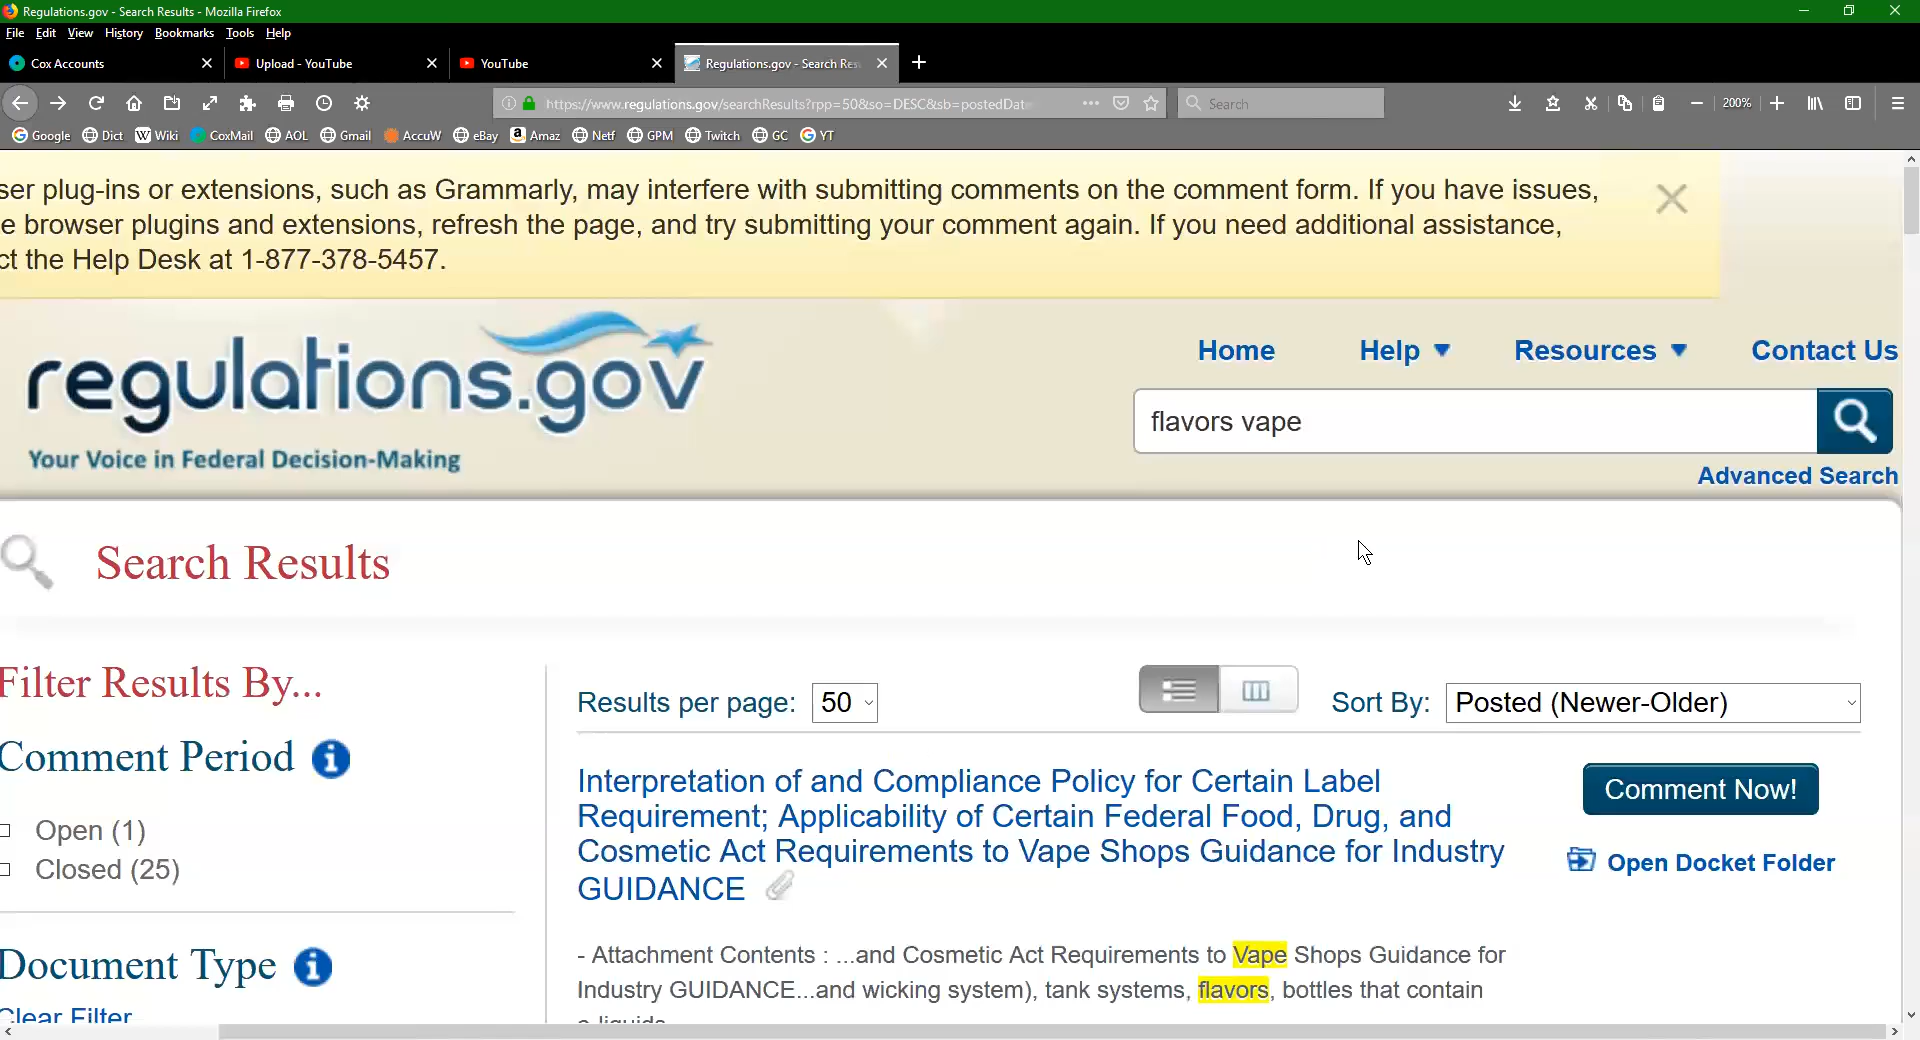 Regulations.gov - Search Results - Mozilla Firefox
File Edit View History Bookmarks Tools Help
Cox Accounts
Upload - YouTube
YouTube
Regulations.gov - Search Res
https://www.regulations.gov/searchResults?rpp=50&so=DESC&sb=postedDate
Search
200%
Google Dict Wiki CoxMail AOL Gmail AccuW eBay Amaz Netf GPM Twitch GC YT
ser plug-ins or extensions, such as Grammarly, may interfere with submitting comments on the comment form. If you have issues,
e browser plugins and extensions, refresh the page, and try submitting your comment again. If you need additional assistance,
ct the Help Desk at 1-877-378-5457.
regulations.gov
Your Voice in Federal Decision-Making
Home Help Resources Contact Us
flavors vape
Advanced Search
Search Results
Filter Results By...
Comment Period
Open (1)
Closed (25)
Document Type
Clear Filter
Results per page: 50
Sort By: Posted (Newer-Older)
Interpretation of and Compliance Policy for Certain Label
Requirement; Applicability of Certain Federal Food, Drug, and
Cosmetic Act Requirements to Vape Shops Guidance for Industry
GUIDANCE
Comment Now!
Open Docket Folder
- Attachment Contents : ...and Cosmetic Act Requirements to Vape Shops Guidance for
Industry GUIDANCE...and wicking system), tank systems, flavors, bottles that contain
e-liquids